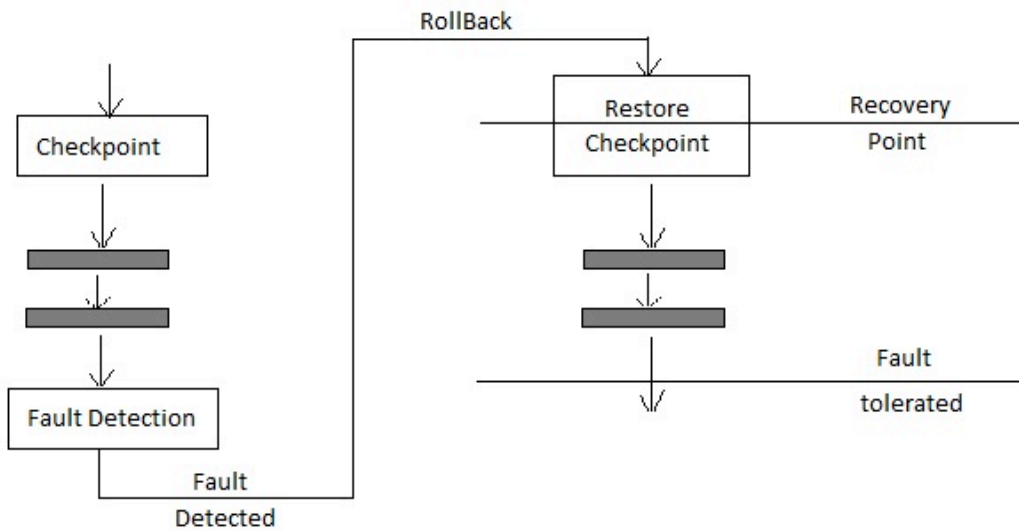 RollBack
Checkpoint
Fault Detection
Fault
Detected
Restore
Checkpoint
Recovery
Point
Fault
tolerated